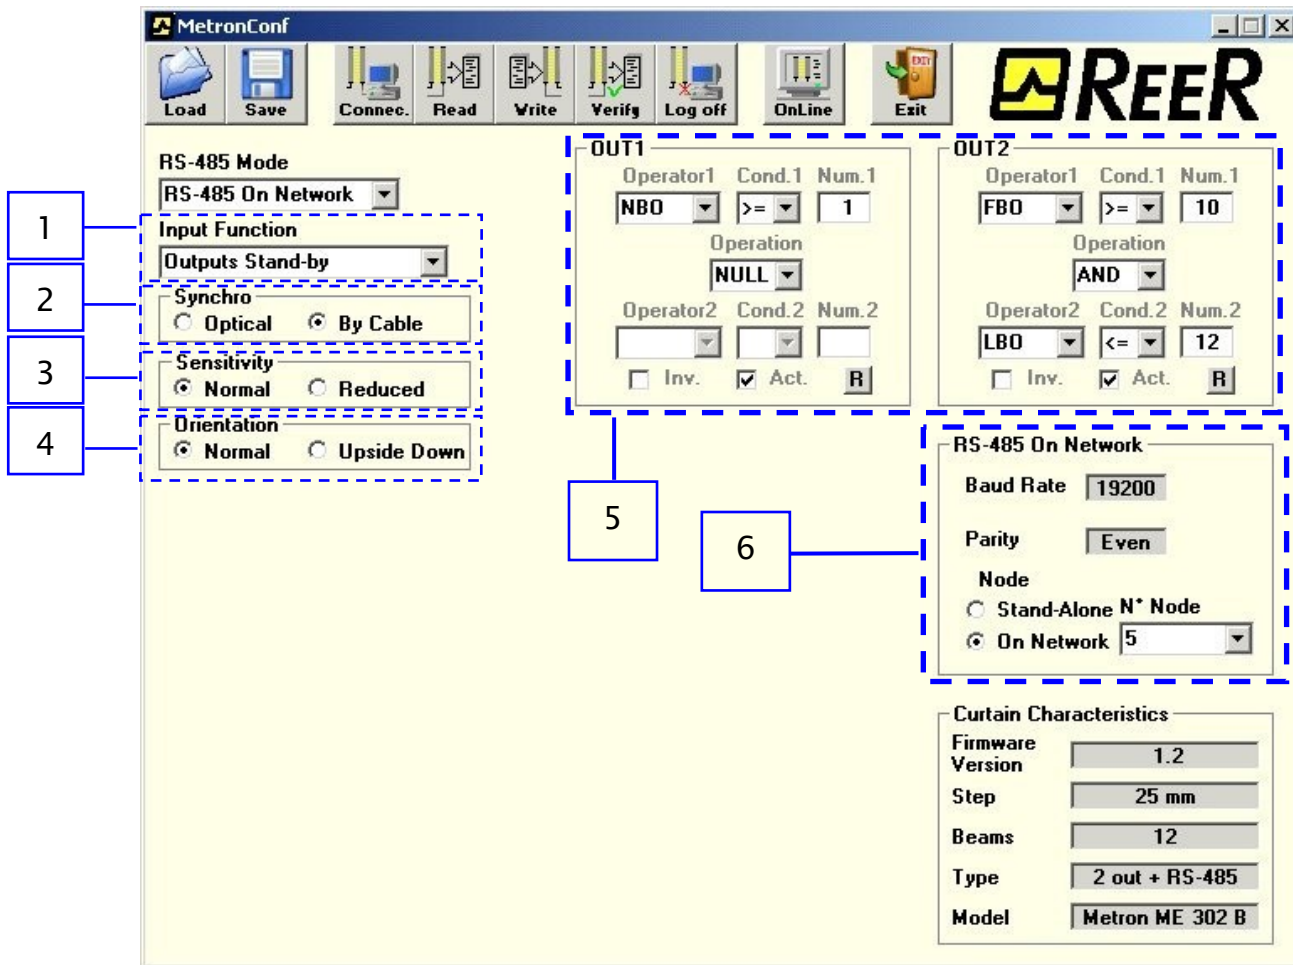 MetronConf
Load Save Connec. Read Write Verify Log off OnLine EXIT Exit
REER
RS-485 Mode
RS-485 On Network
1
Input Function
Outputs Stand-by
2
Synchro
Optical By Cable
3
Sensitivity
Normal Reduced
4
Orientation
Normal Upside Down
OUT1
Operator1 Cond.1 Num.1
NBO >= 1
Operation
NULL
Operator2 Cond.2 Num.2
Inv. Act. R
OUT2
Operator1 Cond.1 Num.1
FBO >= 10
Operation
AND
Operator2 Cond.2 Num.2
LBO <= 12
Inv. Act. R
5
6
RS-485 On Network
Baud Rate 19200
Parity Even
Node
Stand-Alone N° Node
On Network 5
Curtain Characteristics
Firmware
Version 1.2
Step 25 mm
Beams 12
Type 2 out + RS-485
Model Metron ME 302 B